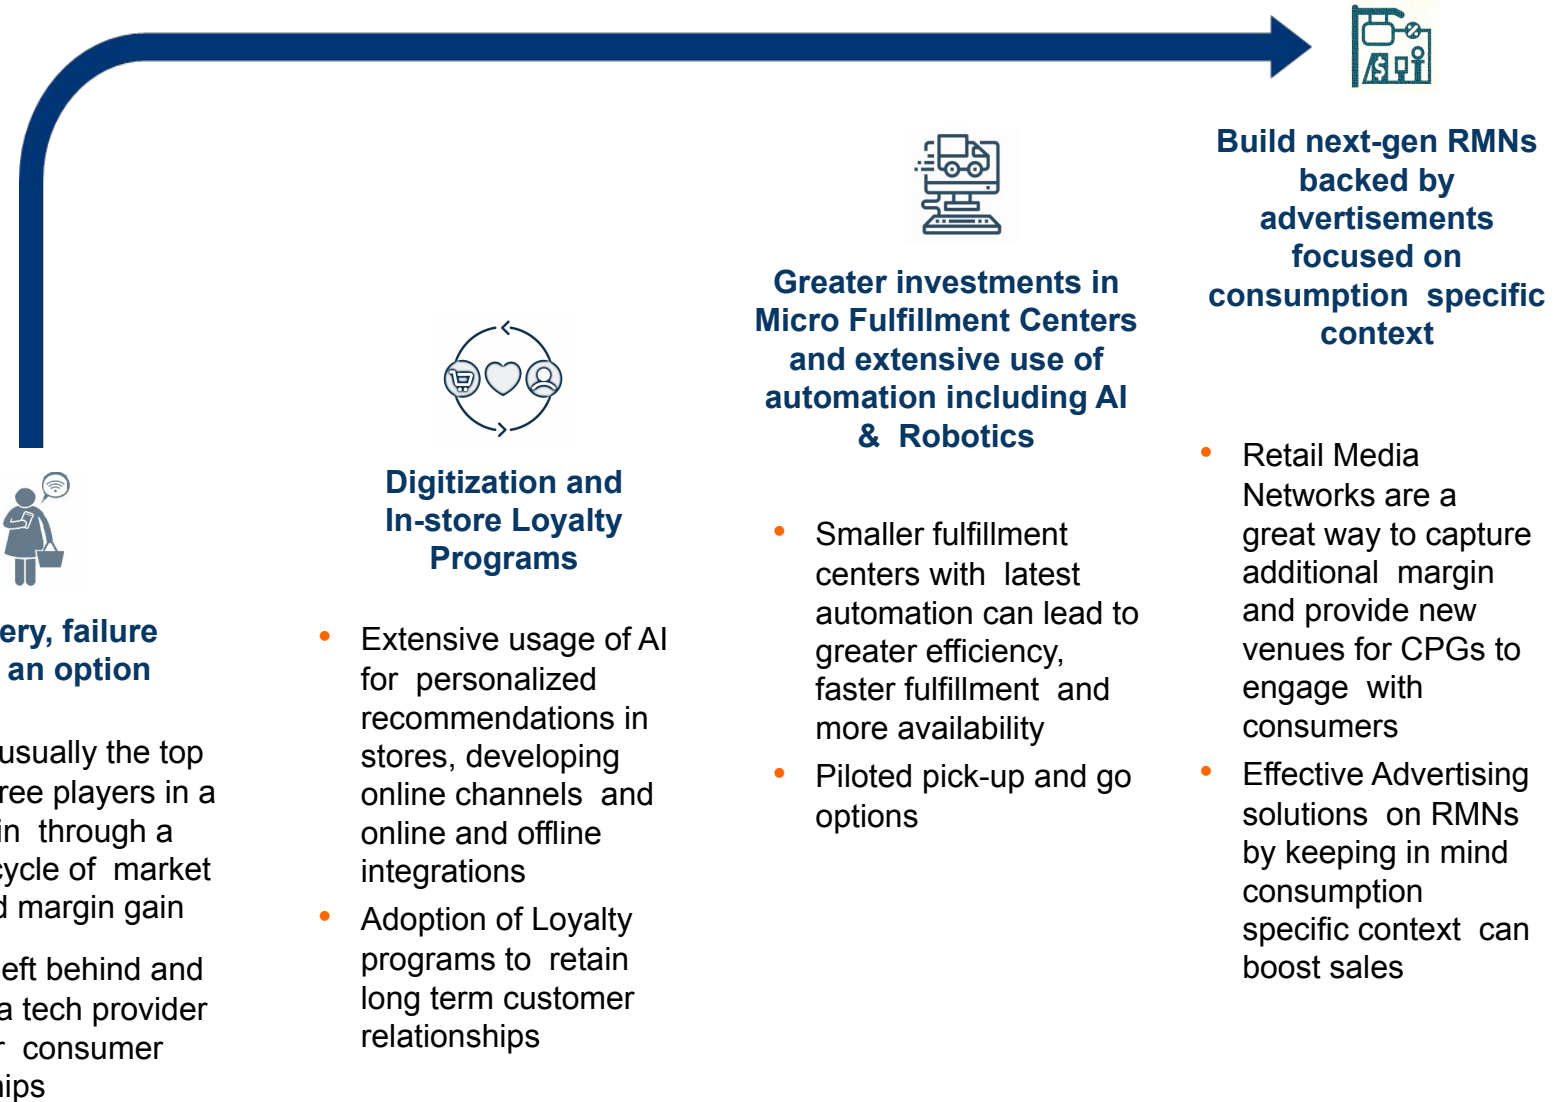 ery, failure
an option
usually the top
ree players in a
in through a
cycle of market
d margin gain
eft behind and
a tech provider
r consumer
nips
Digitization and
In-store Loyalty
Programs
• Extensive usage of AI
for personalized
recommendations in
stores, developing
online channels and
online and offline
integrations
• Adoption of Loyalty
programs to retain
long term customer
relationships
Greater investments in
Micro Fulfillment Centers
and extensive use of
automation including AI
& Robotics
• Smaller fulfillment
centers with latest
automation can lead to
greater efficiency,
faster fulfillment and
more availability
• Piloted pick-up and go
options
Build next-gen RMNs
backed by
advertisements
focused on
consumption specific
context
• Retail Media
Networks are a
great way to capture
additional margin
and provide new
venues for CPGs to
engage with
consumers
• Effective Advertising
solutions on RMNs
by keeping in mind
consumption
specific context can
boost sales